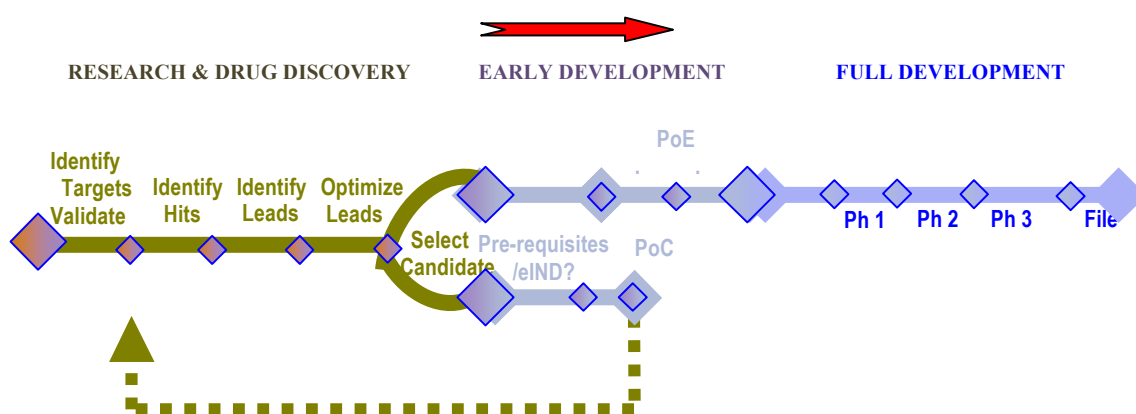 RESEARCH & DRUG DISCOVERY
EARLY DEVELOPMENT
FULL DEVELOPMENT
Identify
Targets
Validate
Identify
Hits
Identify
Leads
Optimize
Leads
Select
Candidate
PoE
. .
Pre-requisites
/eIND?
PoC
Ph 1
Ph 2
Ph 3
File